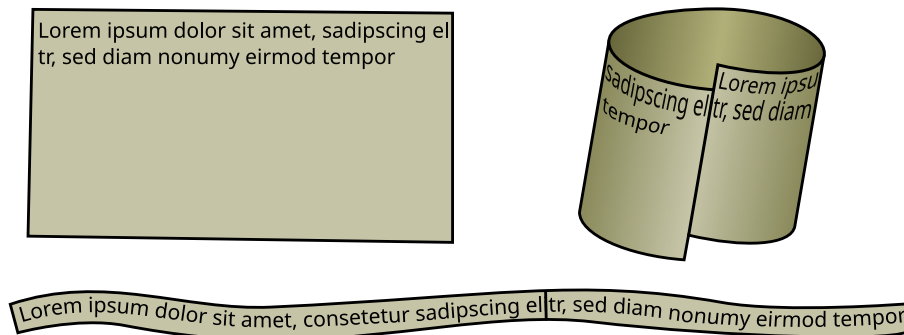 Lorem ipsum dolor sit amet, sadipscing el
tr, sed diam nonumy eirmod tempor
sadipscing el
tempor
Lorem ipsu
tr, sed diam
Lorem ipsum dolor sit amet, consetetur sadipscing el tr, sed diam nonumy eirmod tempor